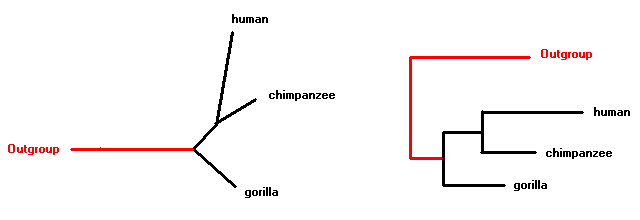 human
chimpanzee
Outgroup
gorilla
Outgroup
human
chimpanzee
gorilla